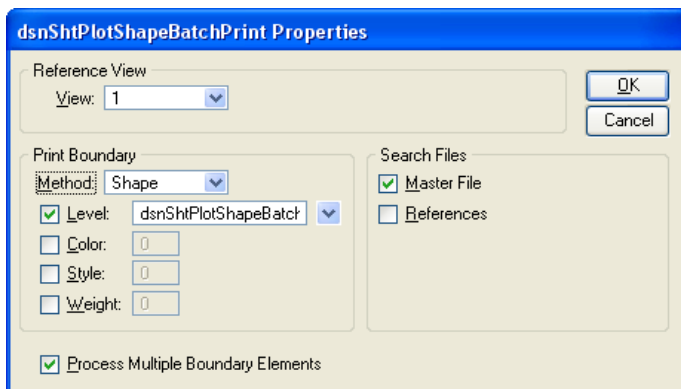 dsnShtPlotShapeBatchPrint Properties
Reference View
View: 1
OK
Cancel
Print Boundary
Method: Shape
Level: dsnShtPlotShapeBatch
Color: 0
Style: 0
Weight: 0
Search Files
Master File
References
Process Multiple Boundary Elements